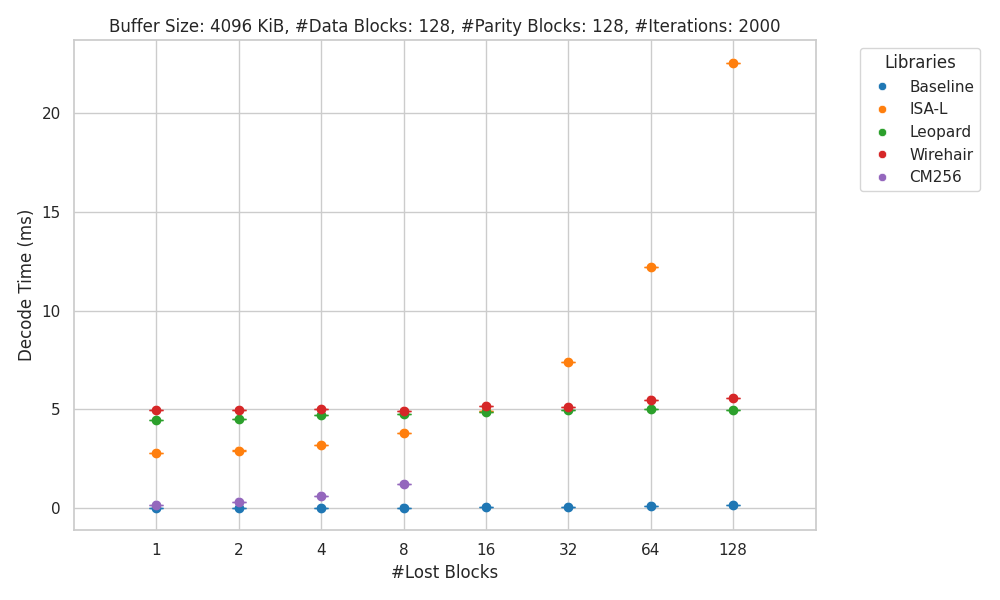 Buffer Size: 4096 KiB, #Data Blocks: 128, #Parity Blocks: 128, #Iterations: 2000
Libraries
Baseline
ISA-L
Leopard
Wirehair
CM256
Decode Time (ms)
20
15
10
5
0
1 2 4 8 16 32 64 128
#Lost Blocks